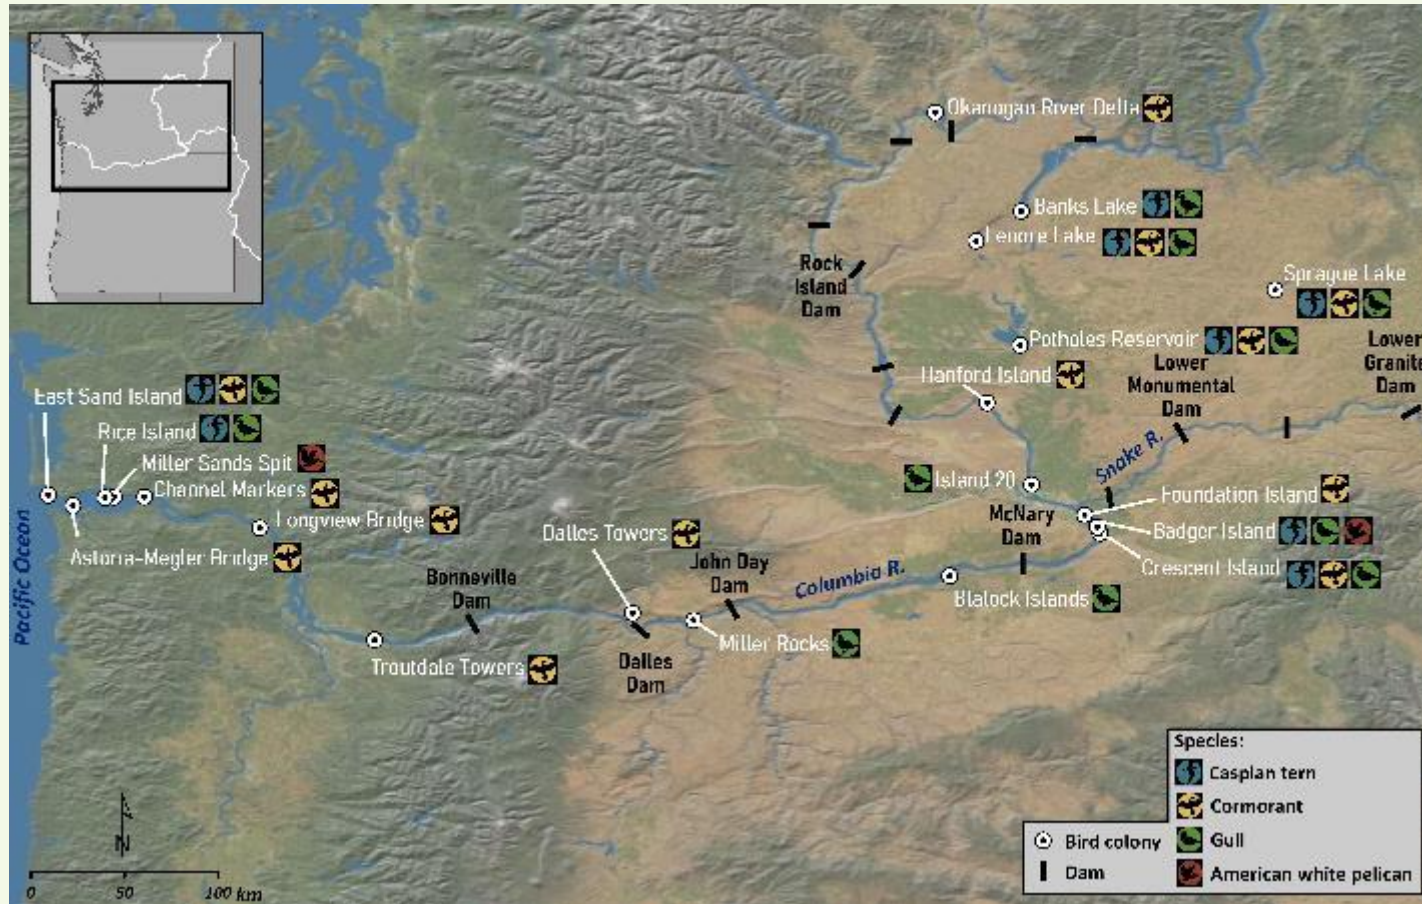 Okanogan River Delta
Banks Lake
Lenore Lake
Rock
Island
Dam
Sprague Lake
Potholes Reservoir
Lower
Granite
Dam
Hanford Island
Lower
Monumental
Dam
East Sand Island
Rice Island
Miller Sands Spit
Channel Markers
Snake R.
Island 20
Foundation Island
Longview Bridge
McNary
Dam
Badger Island
Dalles Towers
Astoria-Megler Bridge
John Day
Dam
Crescent Island
Pacific Ocean
Bonneville
Dam
Columbia R.
Blalock Islands
Miller Rocks
Troutdale Towers
Dalles
Dam
Species:
Caspian tern
Cormorant
Gull
American white pelican
Bird colony
Dam
N
0 50 100 km